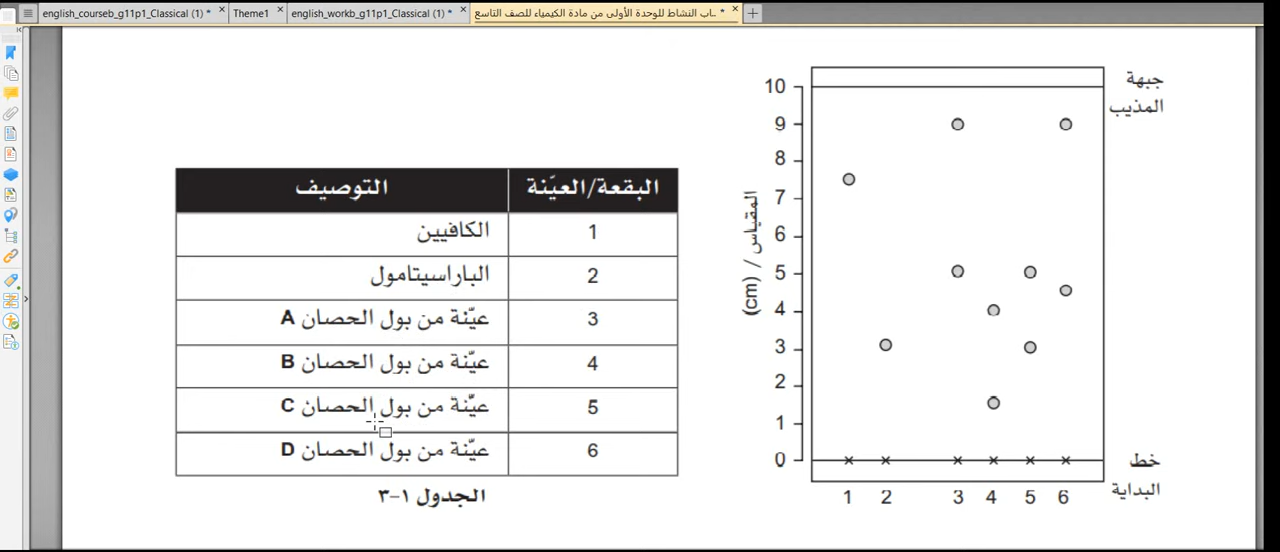 english_courseb_g11p1_Classical (1) *
Theme1
english_workb_g11p1_Classical (1) *
...اب النشاط للوحدة الأولى من مادة الكيمياء للصف التاسع *
البقعة/العيّنة التوصيف
1 الكافيين
2 الباراسيتامول
3 عيّنة من بول الحصان A
4 عيّنة من بول الحصان B
5 عيّنة من بول الحصان C
6 عيّنة من بول الحصان D
الجدول ١-٣
جبهة
المذيب
المقياس / (cm)
10
9
8
7
6
5
4
3
2
1
0
خط
البداية
1 2 3 4 5 6